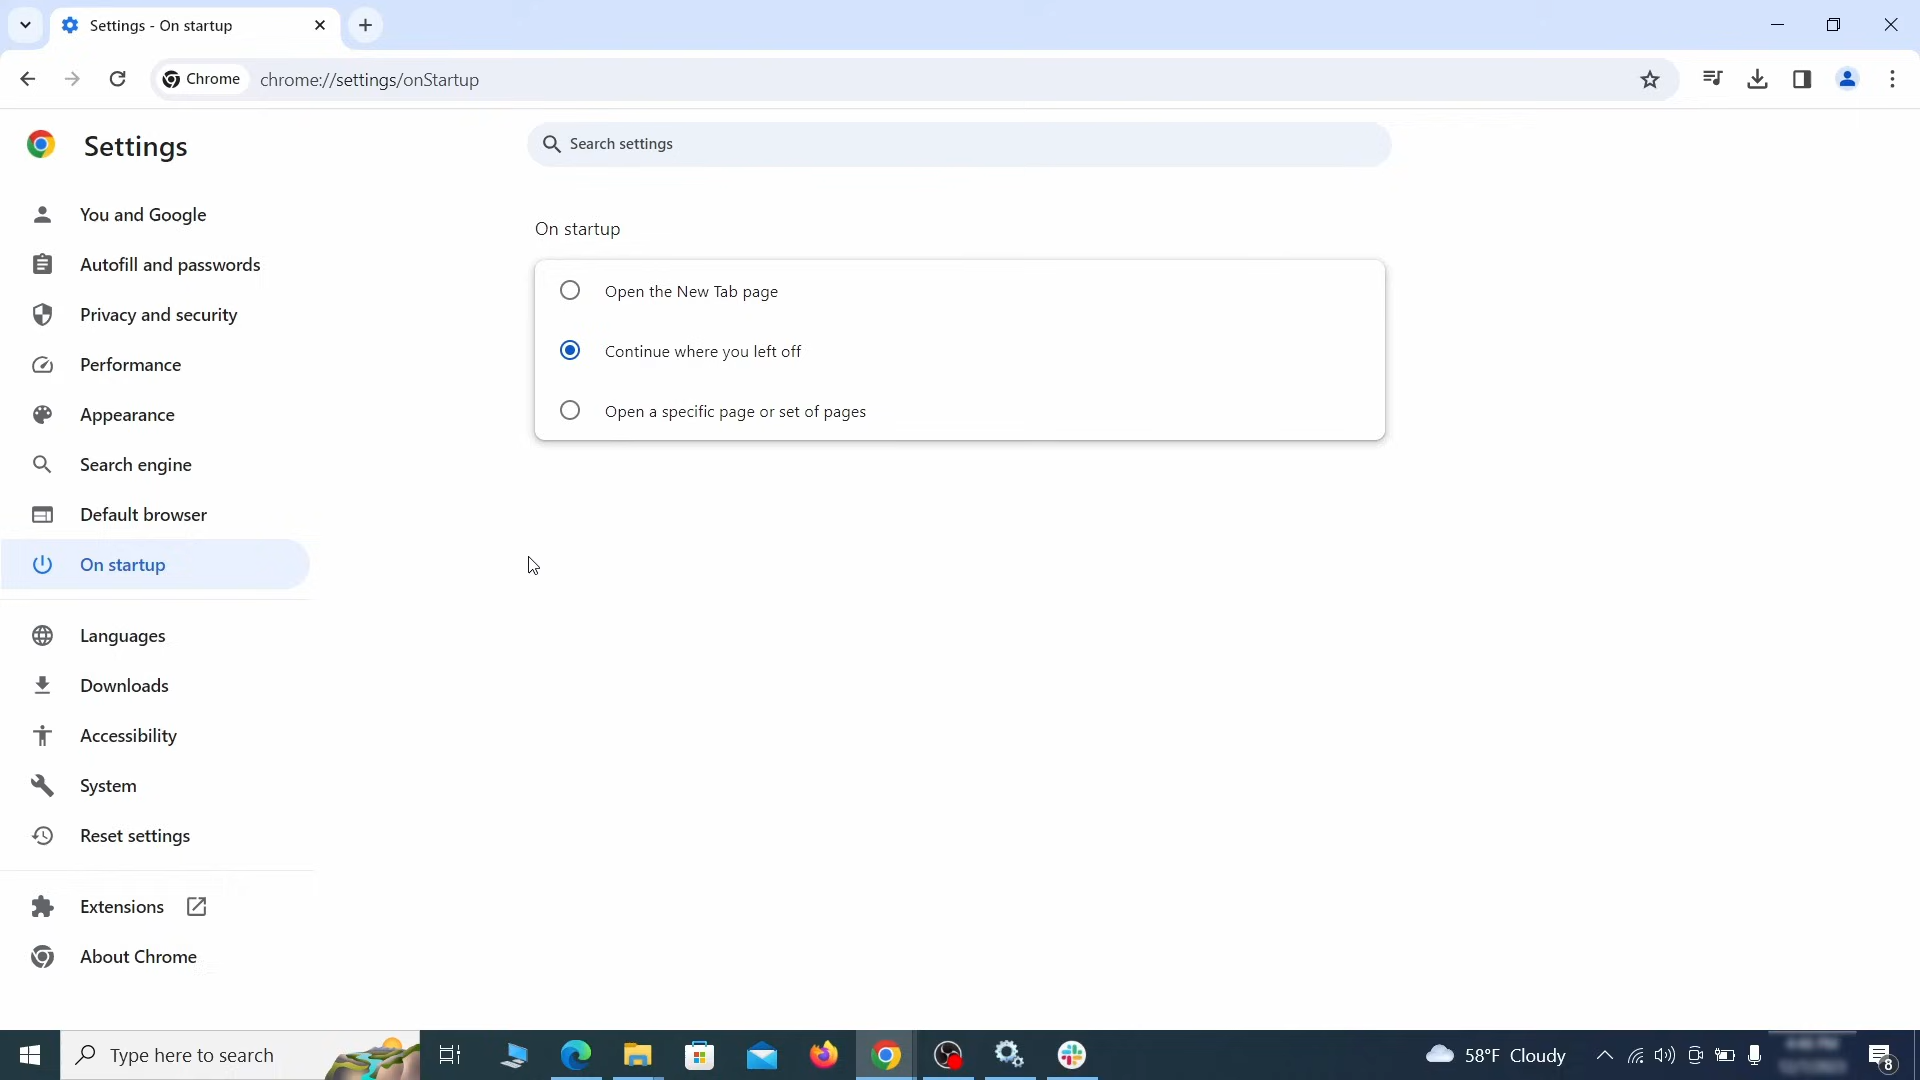 Settings - On startup
Chrome
chrome://settings/onStartup
Settings
Search settings
You and Google
Autofill and passwords
Privacy and security
Performance
Appearance
Search engine
Default browser
On startup
Languages
Downloads
Accessibility
System
Reset settings
Extensions
About Chrome
On startup
Open the New Tab page
Continue where you left off
Open a specific page or set of pages
Type here to search
58°F Cloudy
8